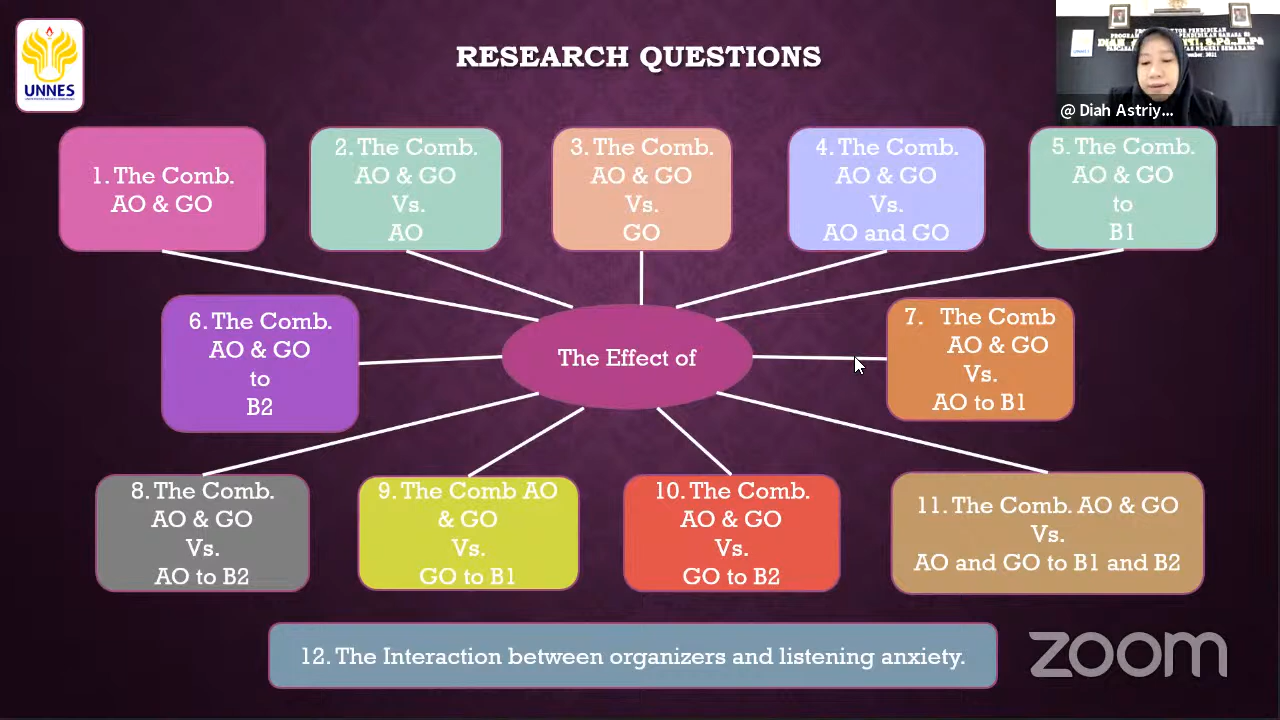 UNNES
RESEARCH QUESTIONS
@ Diah Astriy...
1. The Comb.
AO & GO
2. The Comb.
AO & GO
Vs.
AO
3. The Comb.
AO & GO
Vs.
GO
4. The Comb.
AO & GO
Vs.
AO and GO
5. The Comb.
AO & GO
to
B1
6. The Comb.
AO & GO
to
B2
The Effect of
7. The Comb
AO & GO
Vs.
AO to B1
8. The Comb.
AO & GO
Vs.
AO to B2
9. The Comb AO
& GO
Vs.
GO to B1
10. The Comb.
AO & GO
Vs.
GO to B2
11. The Comb. AO & GO
Vs.
AO and GO to B1 and B2
12. The Interaction between organizers and listening anxiety.
zoom